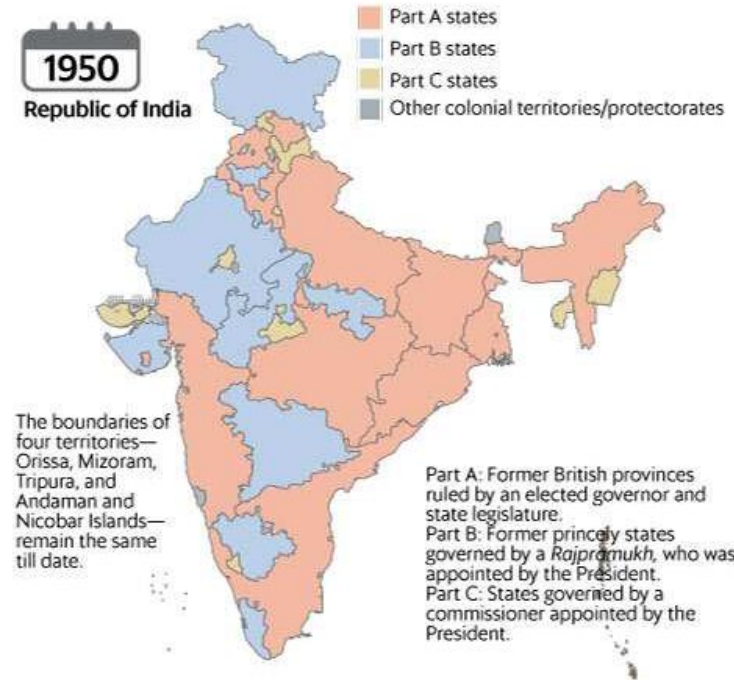 1950
Republic of India
Part A states
Part B states
Part C states
Other colonial territories/protectorates
The boundaries of
four territories—
Orissa, Mizoram,
Tripura, and
Andaman and
Nicobar Islands—
remain the same
till date.
Part A: Former British provinces
ruled by an elected governor and
state legislature.
Part B: Former princely states
governed by a Rajpramukh, who was
appointed by the President.
Part C: States governed by a
commissioner appointed by the
President.